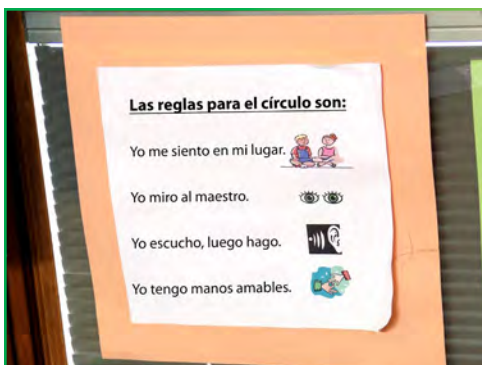 Las reglas para el círculo son:
Yo me siento en mi lugar.
Yo miro al maestro.
Yo escucho, luego hago.
Yo tengo manos amables.